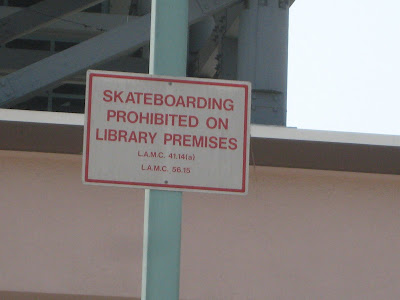 SKATEBOARDING
PROHIBITED ON
LIBRARY PREMISES
L.A.M.C. 41.14(a)
L.A.M.C. 56.15